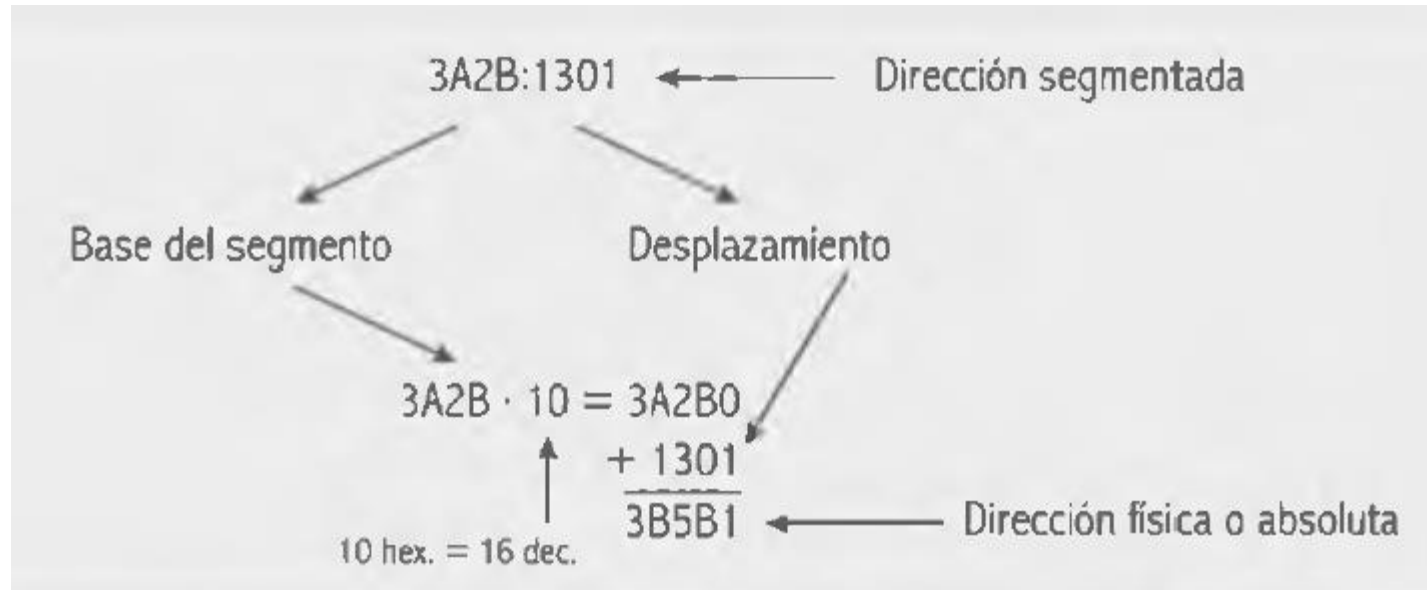 3A2B:1301
Dirección segmentada
Base del segmento
Desplazamiento
3A2B · 10 = 3A2B0
+ 1301
3B5B1
Dirección física o absoluta
10 hex. = 16 dec.